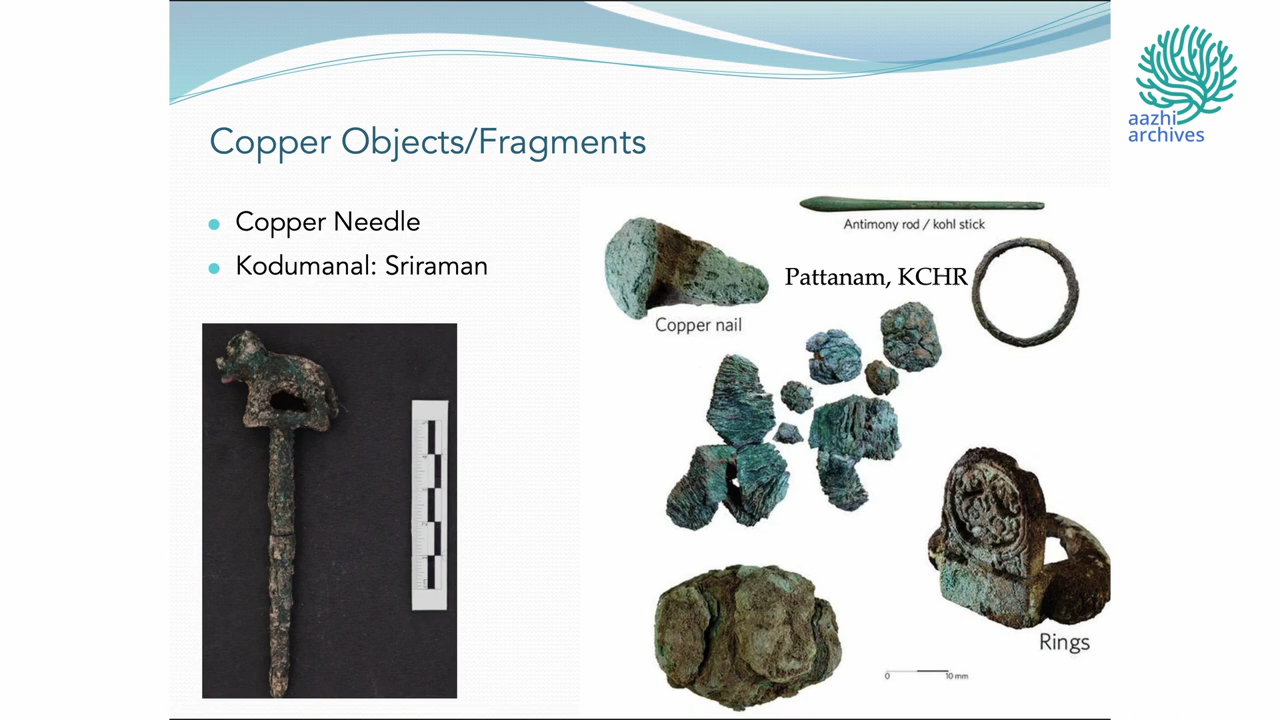 aazhi
archives
Copper Objects/Fragments
Copper Needle
Kodumanal: Sriraman
Antimony rod / kohl stick
Pattanam, KCHR
Copper nail
Rings
0 10 mm